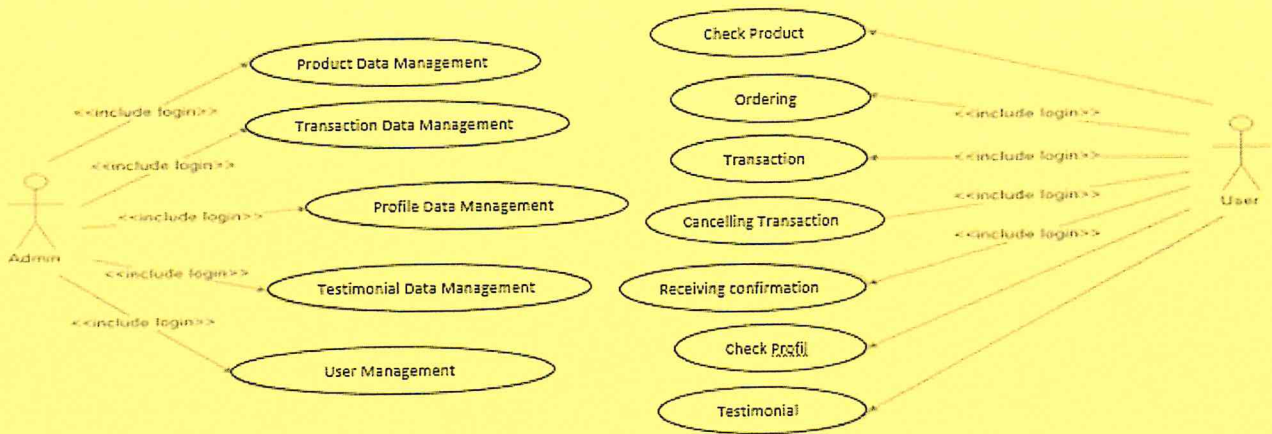 Check Product
Product Data Management
Ordering
<<include login>>
<<include login>>
Transaction Data Management
<<include login>>
Transaction
<<include login>>
Profile Data Management
<<include login>>
Cancelling Transaction
<<include login>>
User
<<include login>>
Admin
<<include login>>
Testimonial Data Management
Receiving confirmation
<<include login>>
Check Profil
User Management
Testimonial